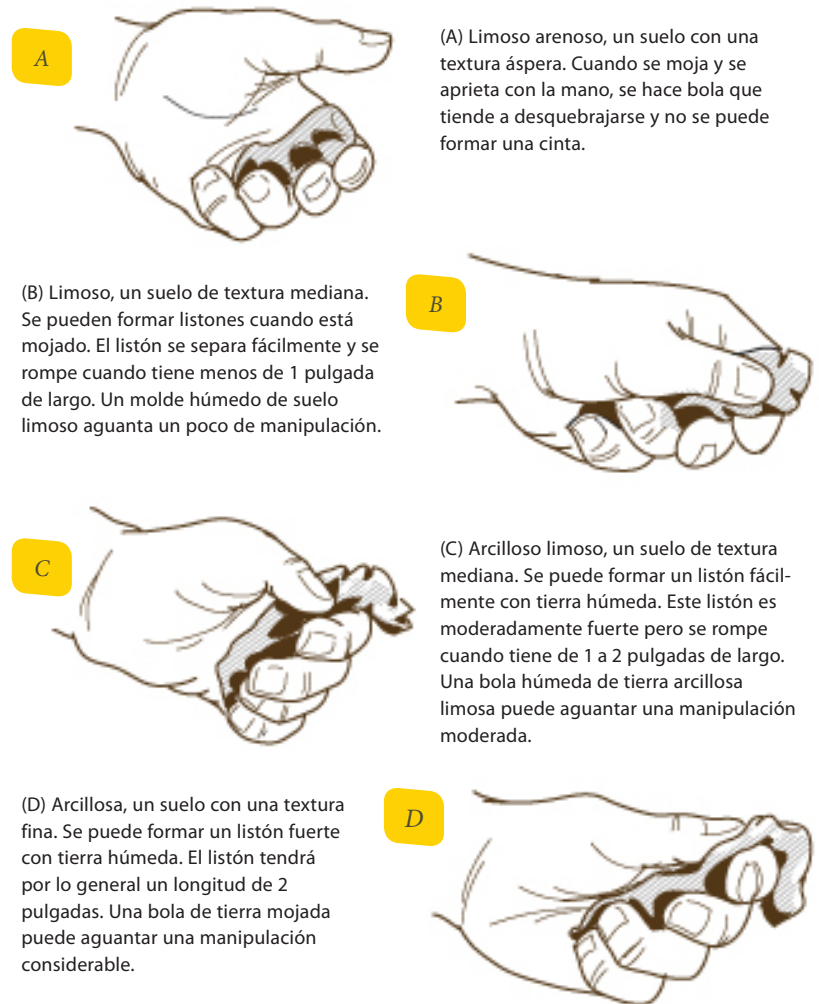 A
(A) Limoso arenoso, un suelo con una
textura áspera. Cuando se moja y se
aprieta con la mano, se hace bola que
tiende a desquebrajarse y no se puede
formar una cinta.
(B) Limoso, un suelo de textura mediana.
Se pueden formar listones cuando está
mojado. El listón se separa fácilmente y se
rompe cuando tiene menos de 1 pulgada
de largo. Un molde húmedo de suelo
limoso aguanta un poco de manipulación.
B
C
(C) Arcilloso limoso, un suelo de textura
mediana. Se puede formar un listón fácil-
mente con tierra húmeda. Este listón es
moderadamente fuerte pero se rompe
cuando tiene de 1 a 2 pulgadas de largo.
Una bola húmeda de tierra arcillosa
limosa puede aguantar una manipulación
moderada.
(D) Arcillosa, un suelo con una textura
fina. Se puede formar un listón fuerte
con tierra húmeda. El listón tendrá
por lo general un longitud de 2
pulgadas. Una bola de tierra mojada
puede aguantar una manipulación
considerable.
D